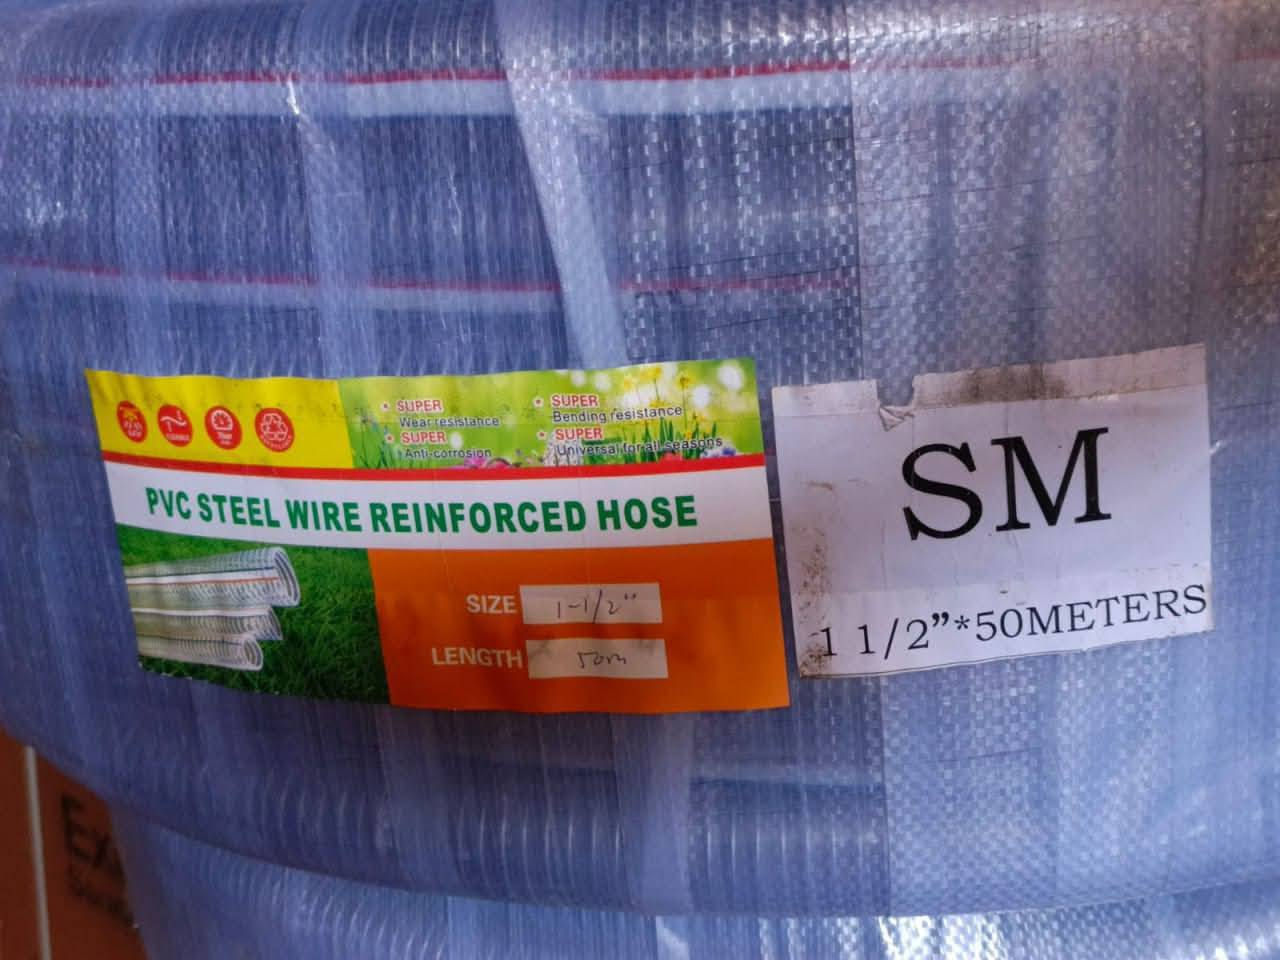 SUPER
Wear resistance
SUPER
Anti-corrosion
SUPER
Bending resistance
SUPER
Universal for all seasons
PVC STEEL WIRE REINFORCED HOSE
SIZE 1-1/2"
LENGTH 50m
SM
1 1/2”*50METERS